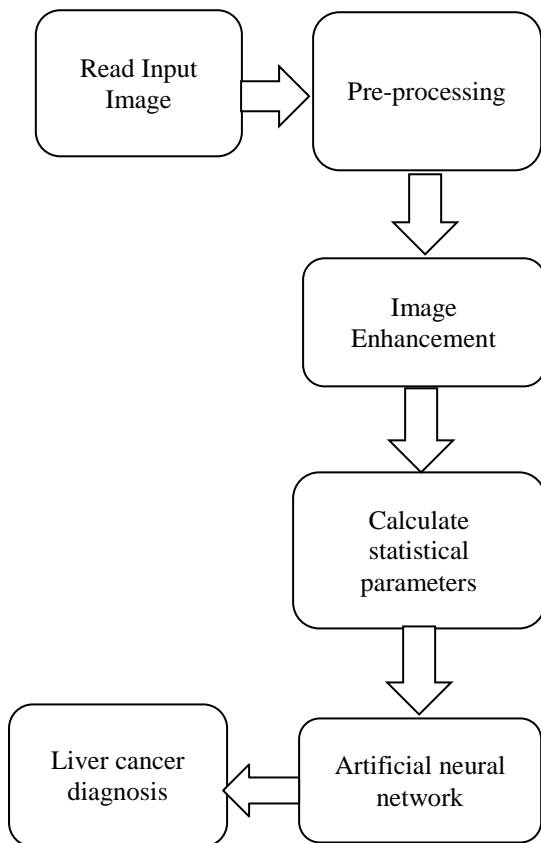 Read Input
Image
Pre-processing
Image
Enhancement
Calculate
statistical
parameters
Artificial neural
network
Liver cancer
diagnosis